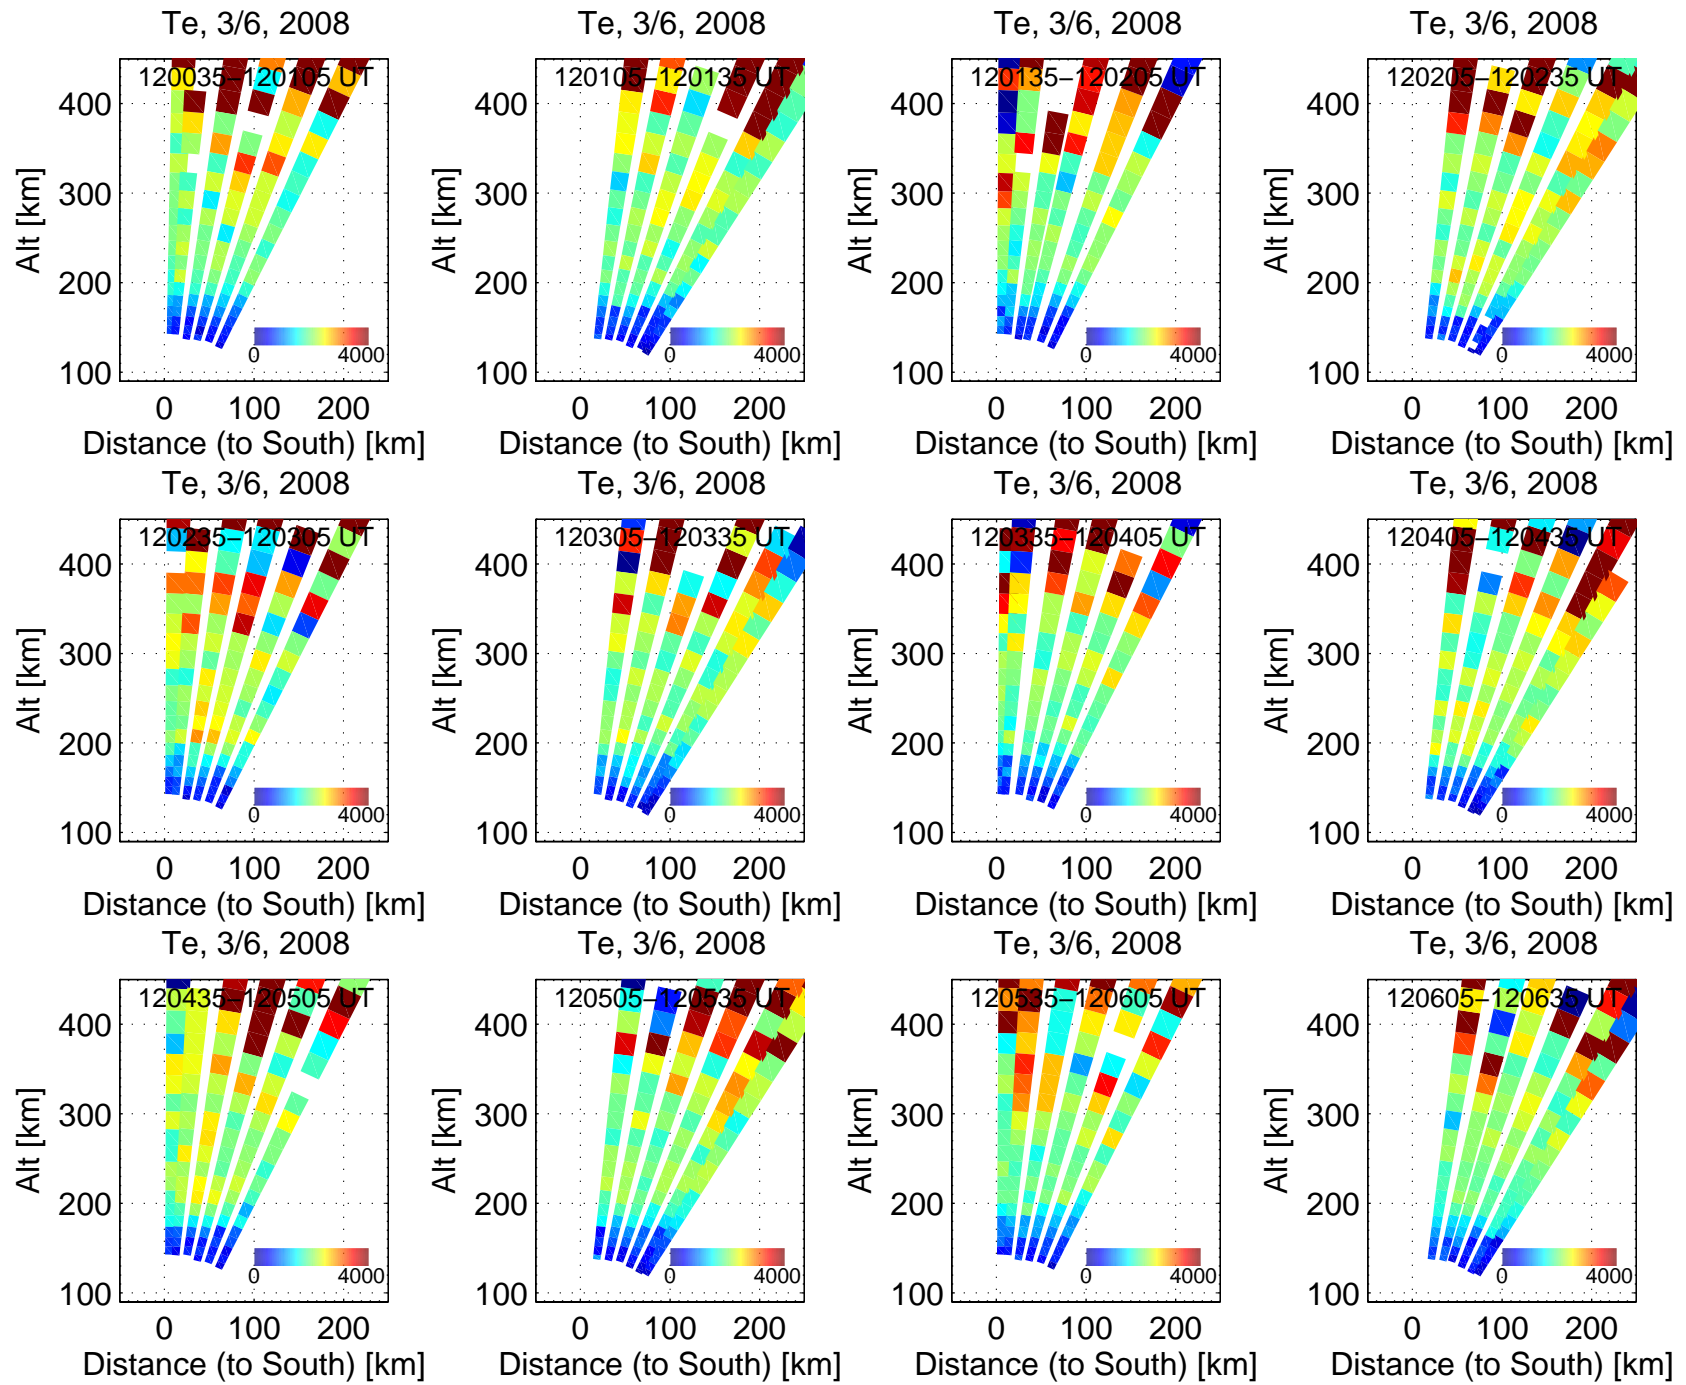 Te, 3/6, 2008 Te, 3/6, 2008 Te, 3/6, 2008 Te, 3/6, 2008
120035−120105 UT 120105−120135 UT 120135−120205 UT 120205−120235 UT
400 400 400 400
300 300 300 300
200 200 200 200
100 100 100 100
Alt [km] Alt [km] Alt [km] Alt [km]
0 4000 0 4000 0 4000 0 4000
0 100 200 0 100 200 0 100 200 0 100 200
Distance (to South) [km] Distance (to South) [km] Distance (to South) [km] Distance (to South) [km]
Te, 3/6, 2008 Te, 3/6, 2008 Te, 3/6, 2008 Te, 3/6, 2008
120235−120305 UT 120305−120335 UT 120335−120405 UT 120405−120435 UT
400 400 400 400
300 300 300 300
200 200 200 200
100 100 100 100
Alt [km] Alt [km] Alt [km] Alt [km]
0 4000 0 4000 0 4000 0 4000
0 100 200 0 100 200 0 100 200 0 100 200
Distance (to South) [km] Distance (to South) [km] Distance (to South) [km] Distance (to South) [km]
Te, 3/6, 2008 Te, 3/6, 2008 Te, 3/6, 2008 Te, 3/6, 2008
120435−120505 UT 120505−120535 UT 120535−120605 UT 120605−120635 UT
400 400 400 400
300 300 300 300
200 200 200 200
100 100 100 100
Alt [km] Alt [km] Alt [km] Alt [km]
0 4000 0 4000 0 4000 0 4000
0 100 200 0 100 200 0 100 200 0 100 200
Distance (to South) [km] Distance (to South) [km] Distance (to South) [km] Distance (to South) [km]